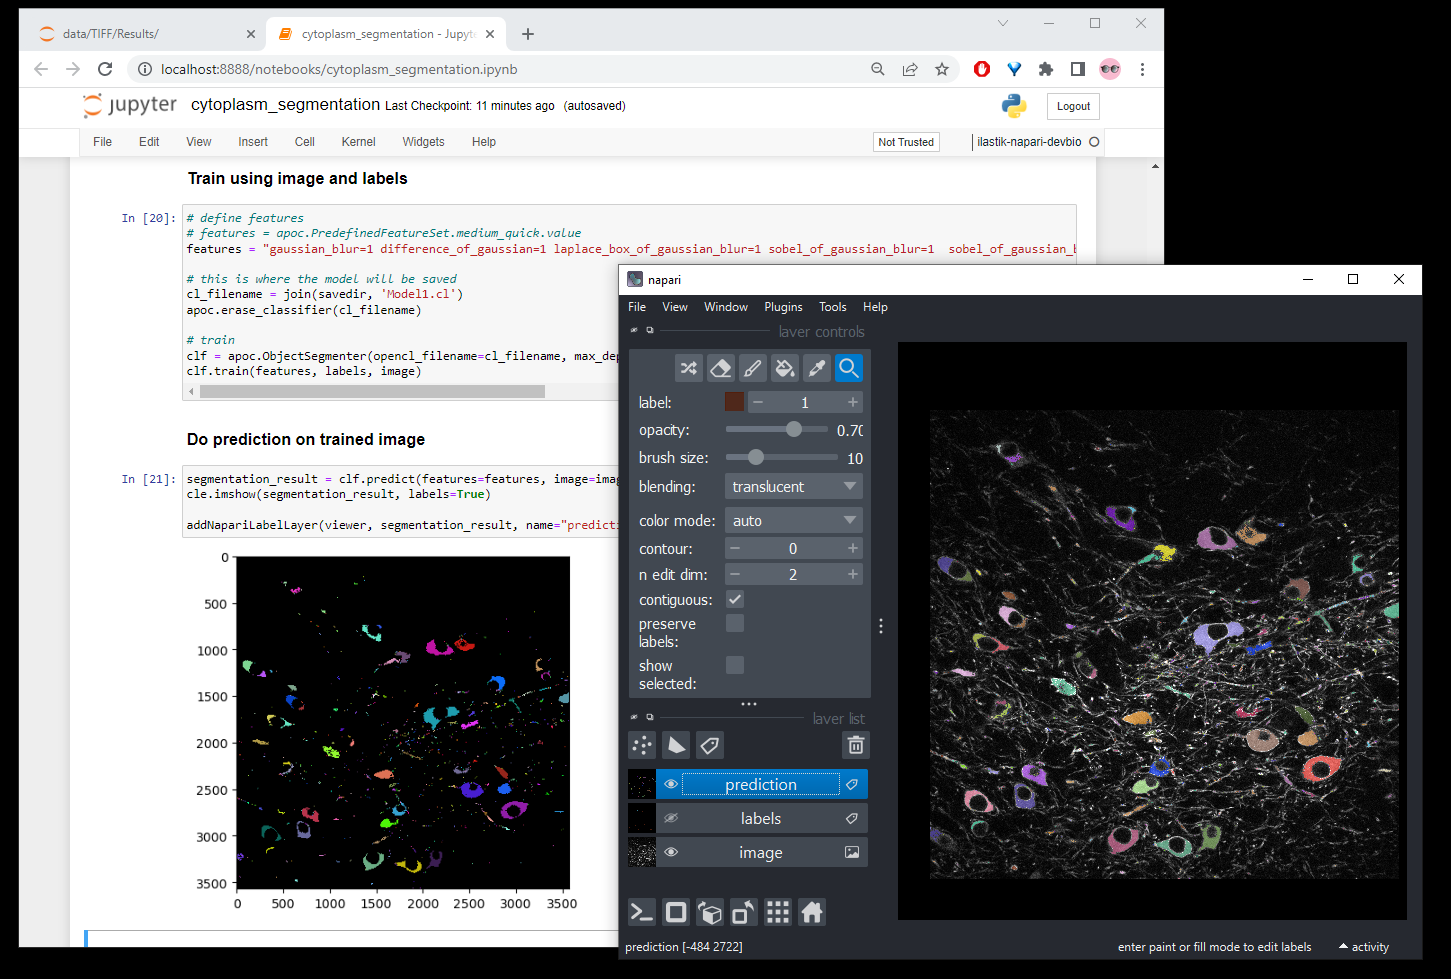 data/TIFF/Results/
cytoplasm_segmentation - Jupyt
localhost:8888/notebooks/cytoplasm_segmentation.ipynb
jupyter cytoplasm_segmentation Last Checkpoint: 11 minutes ago (autosaved)
Logout
File Edit View Insert Cell Kernel Widgets Help
Not Trusted
ilastik-napari-devbio
Train using image and labels
In [20]:
# define features
# features = apoc.PredefinedFeatureSet.medium_quick.value
features = "gaussian_blur=1 difference_of_gaussian=1 laplace_box_of_gaussian_blur=1 sobel_of_gaussian_blur=1  sobel_of_gaussian_b
# this is where the model will be saved
cl_filename = join(savedir, 'Model1.cl')
apoc.erase_classifier(cl_filename)
# train
clf = apoc.ObjectSegmenter(opencl_filename=cl_filename, max_dep
clf.train(features, labels, image)
Do prediction on trained image
In [21]:
segmentation_result = clf.predict(features=features, image=imag
cle.imshow(segmentation_result, labels=True)
addNapariLabelLayer(viewer, segmentation_result, name="predicti
0
500
1000
1500
2000
2500
3000
3500
0 500 1000 1500 2000 2500 3000 3500
napari
File View Window Plugins Tools Help
layer controls
label: 1
opacity: 0.70
brush size: 10
blending: translucent
color mode: auto
contour: 0
n edit dim: 2
contiguous:
preserve
labels:
show
selected:
layer list
prediction
labels
image
prediction [-484 2722]
enter paint or fill mode to edit labels
activity